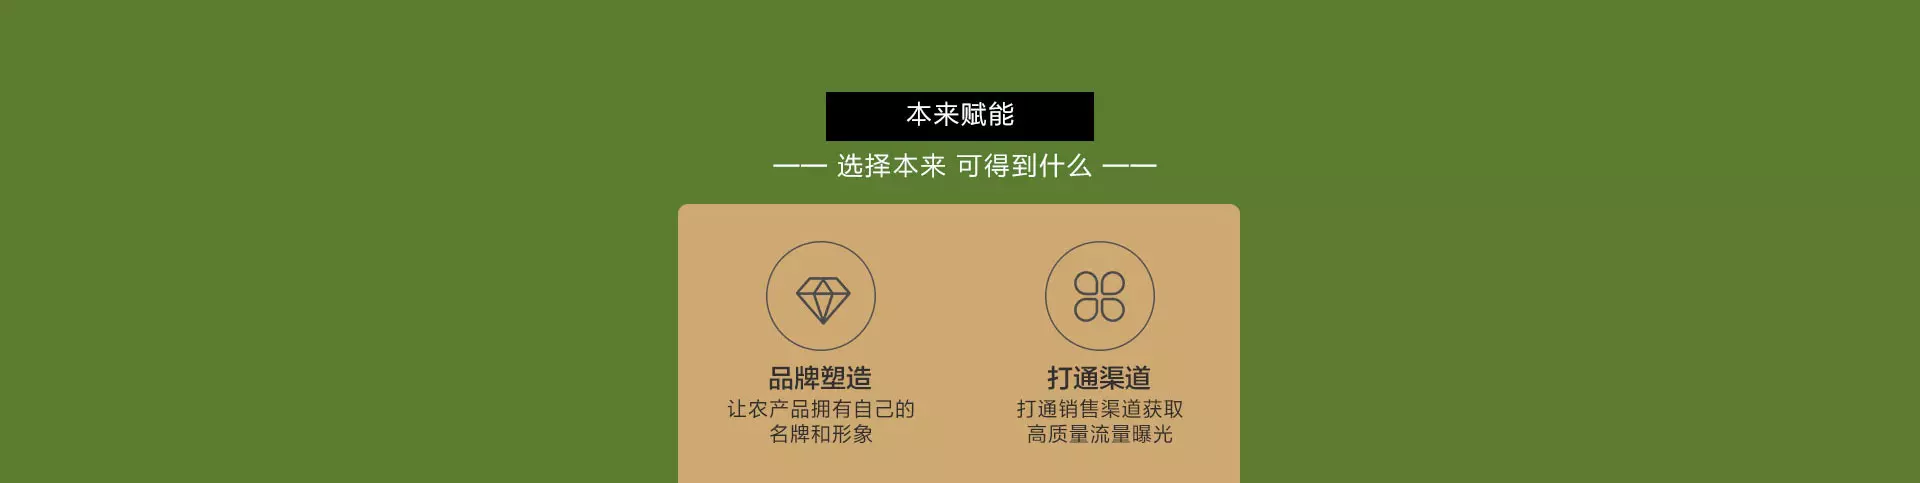 本来赋能
—— 选择本来 可得到什么 ——
品牌塑造
让农产品拥有自己的
名牌和形象
打通渠道
打通销售渠道获取
高质量流量曝光